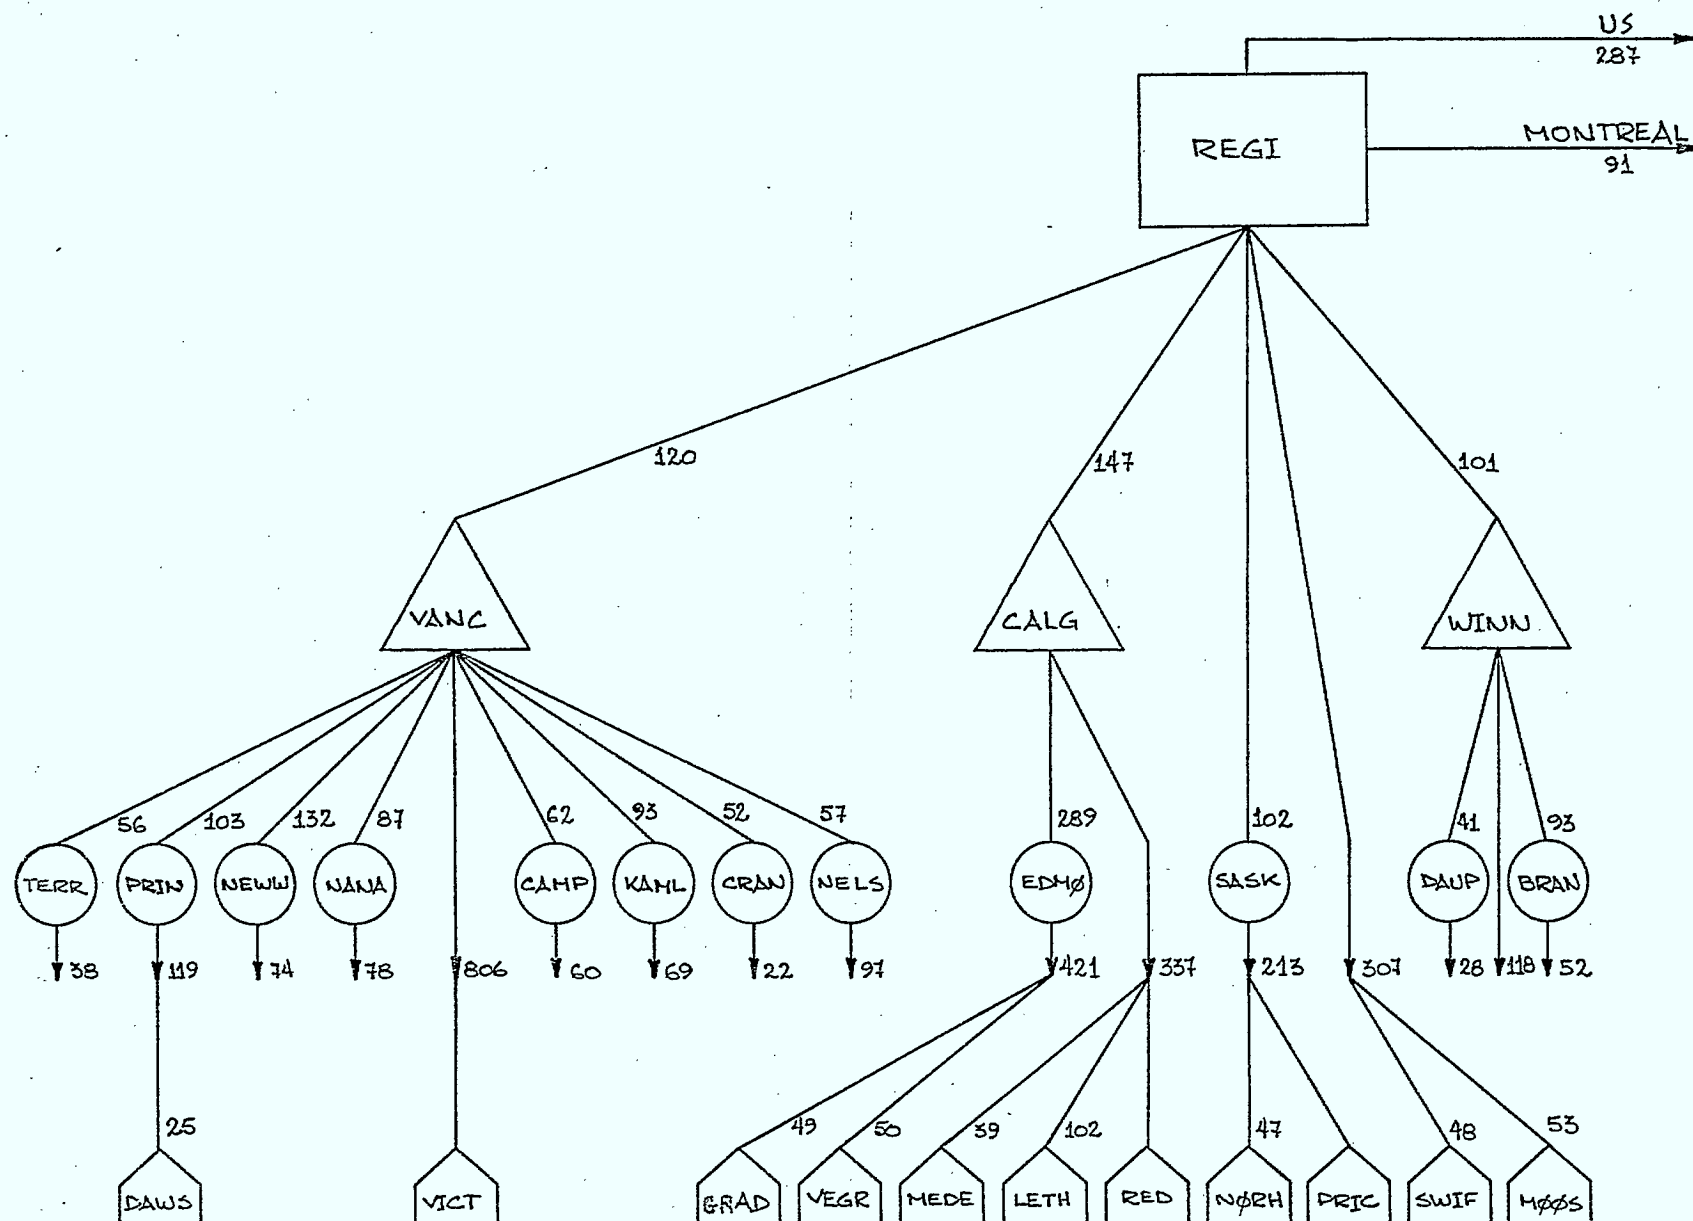 US
287
MONTREAL
91
REGI
120
147
101
VANC
CALG
WINN
56
103
132
87
62
93
52
57
289
102
41
93
TERR
PRIN
NEWW
NANA
CAMP
KAML
CRAN
NELS
EDMØ
SASK
DAUP
BRAN
38
119
74
78
806
60
69
22
97
421
337
213
307
28
118
52
25
49
50
39
102
47
48
53
DAWS
VICT
GRAD
VEGR
MEDE
LETH
RED
NØRH
PRIC
SWIF
MØØS